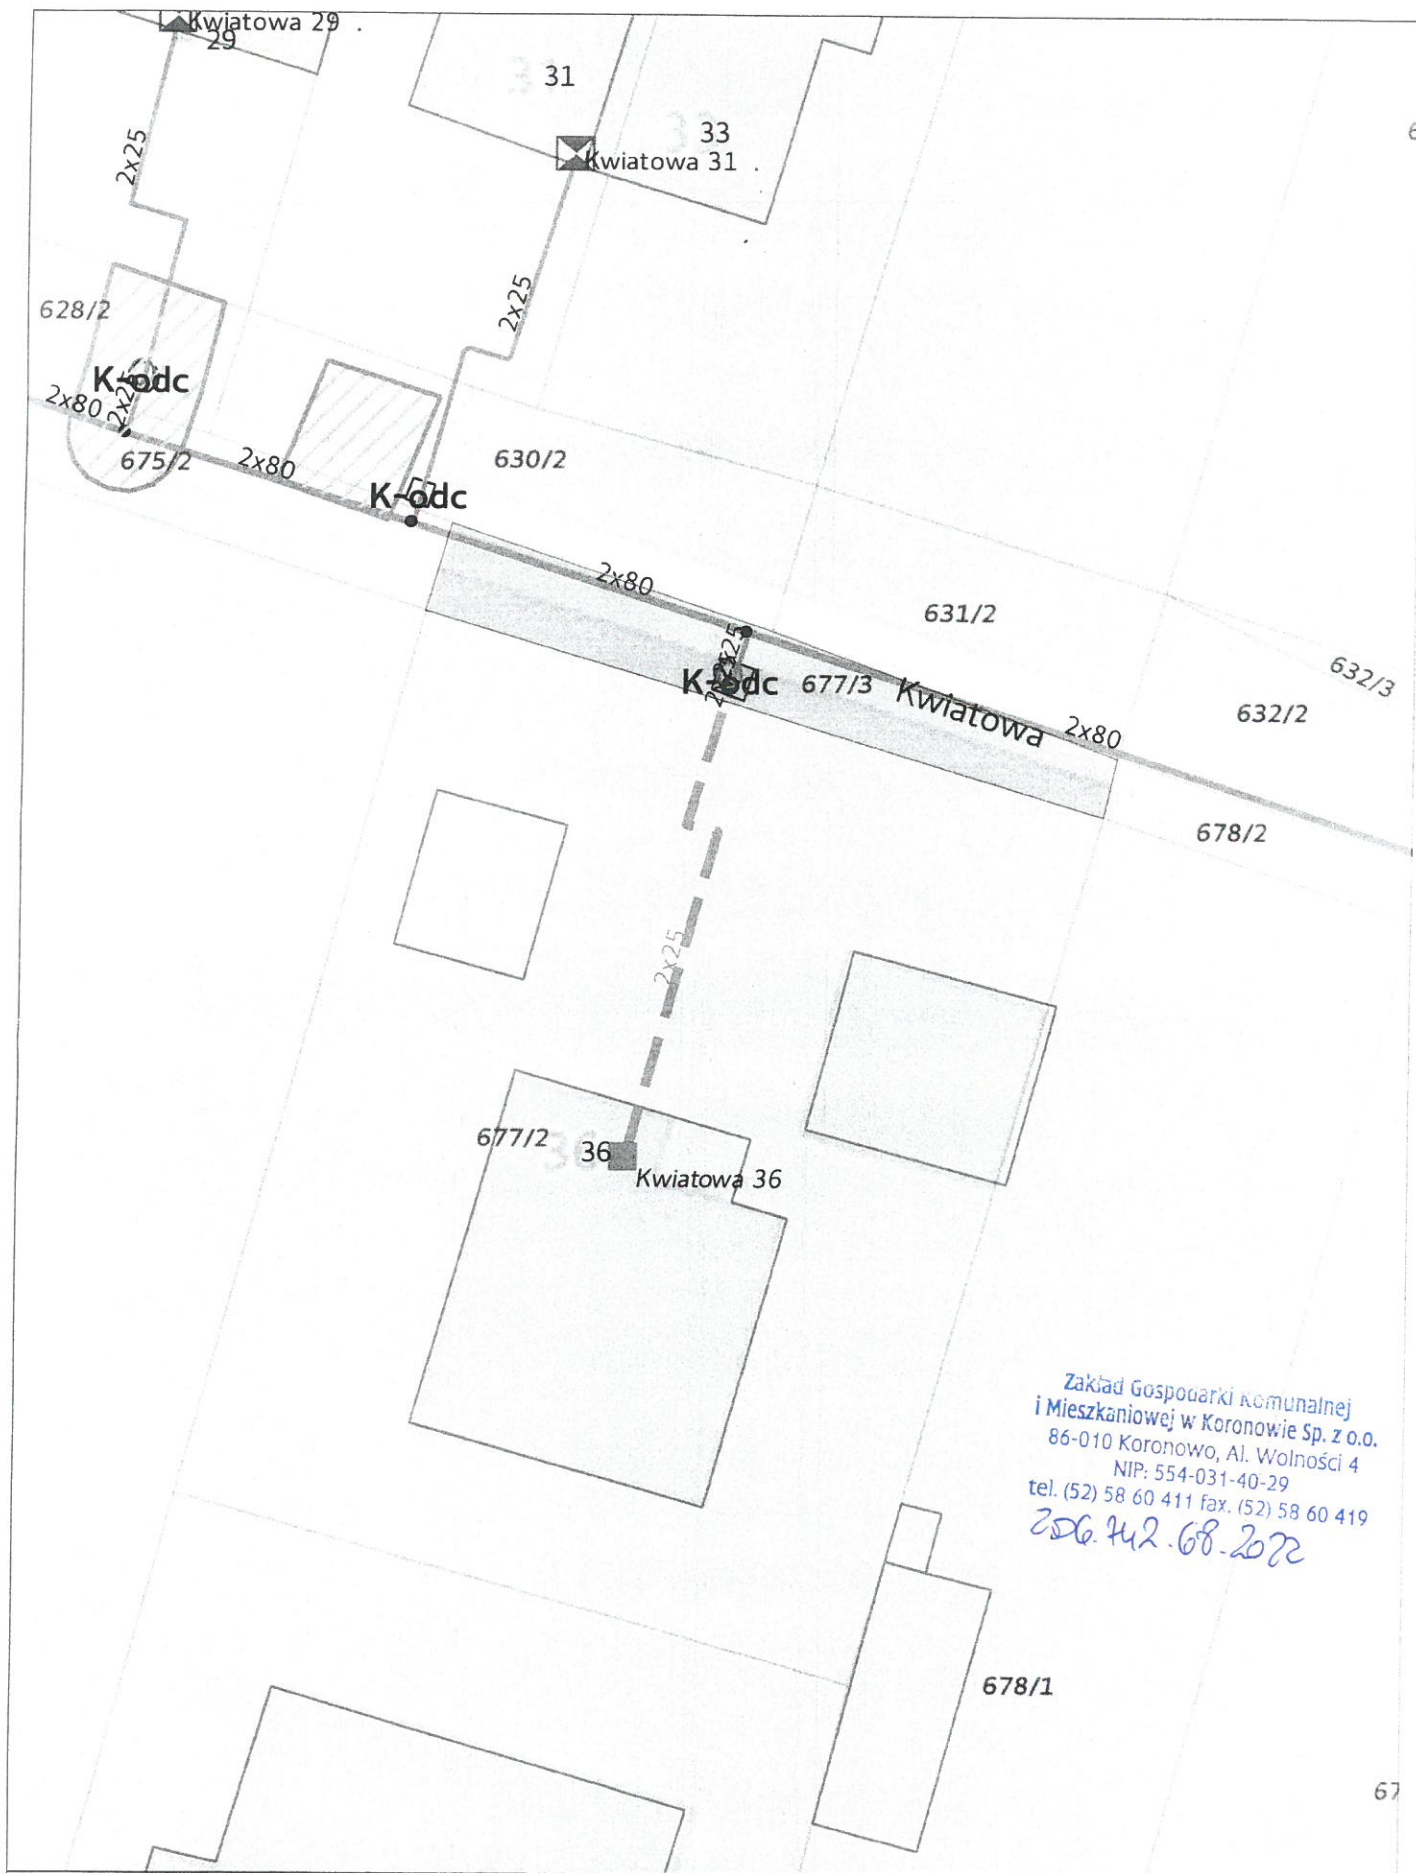 Kwiatowa 29 .
29
31
33
Kwiatowa 31 .
2x25
2x25
628/2
K-odc
2x80
2x25
675/2
2x80
630/2
K-odc
2x80
631/2
2x25
K-odc
677/3
Kwiatowa
2x80
632/3
632/2
678/2
2x25
677/2
36
Kwiatowa 36
Zakład Gospodarki Komunalnej
i Mieszkaniowej w Koronowie Sp. z o.o.
86-010 Koronowo, Al. Wolności 4
NIP: 554-031-40-29
tel. (52) 58 60 411 fax. (52) 58 60 419
68.2022
678/1
67